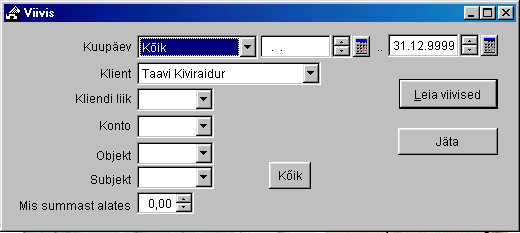 Viivis
Kuupäev Kõik . . .. 31.12.9999
Klient Taavi Kiviraidur
Kliendi liik
Leia viivised
Konto
Jäta
Objekt
Subjekt Kõik
Mis summast alates 0,00